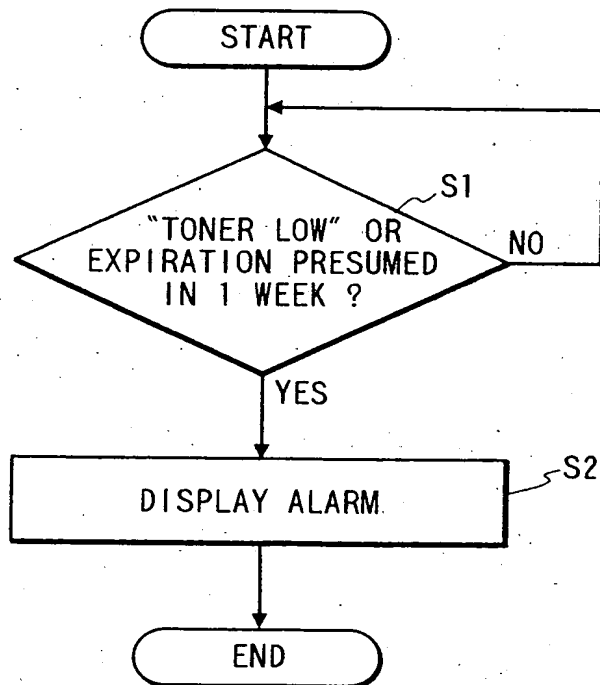 START
S1
"TONER LOW" OR
EXPIRATION PRESUMED
IN 1 WEEK ?
NO
YES
DISPLAY ALARM
S2
END